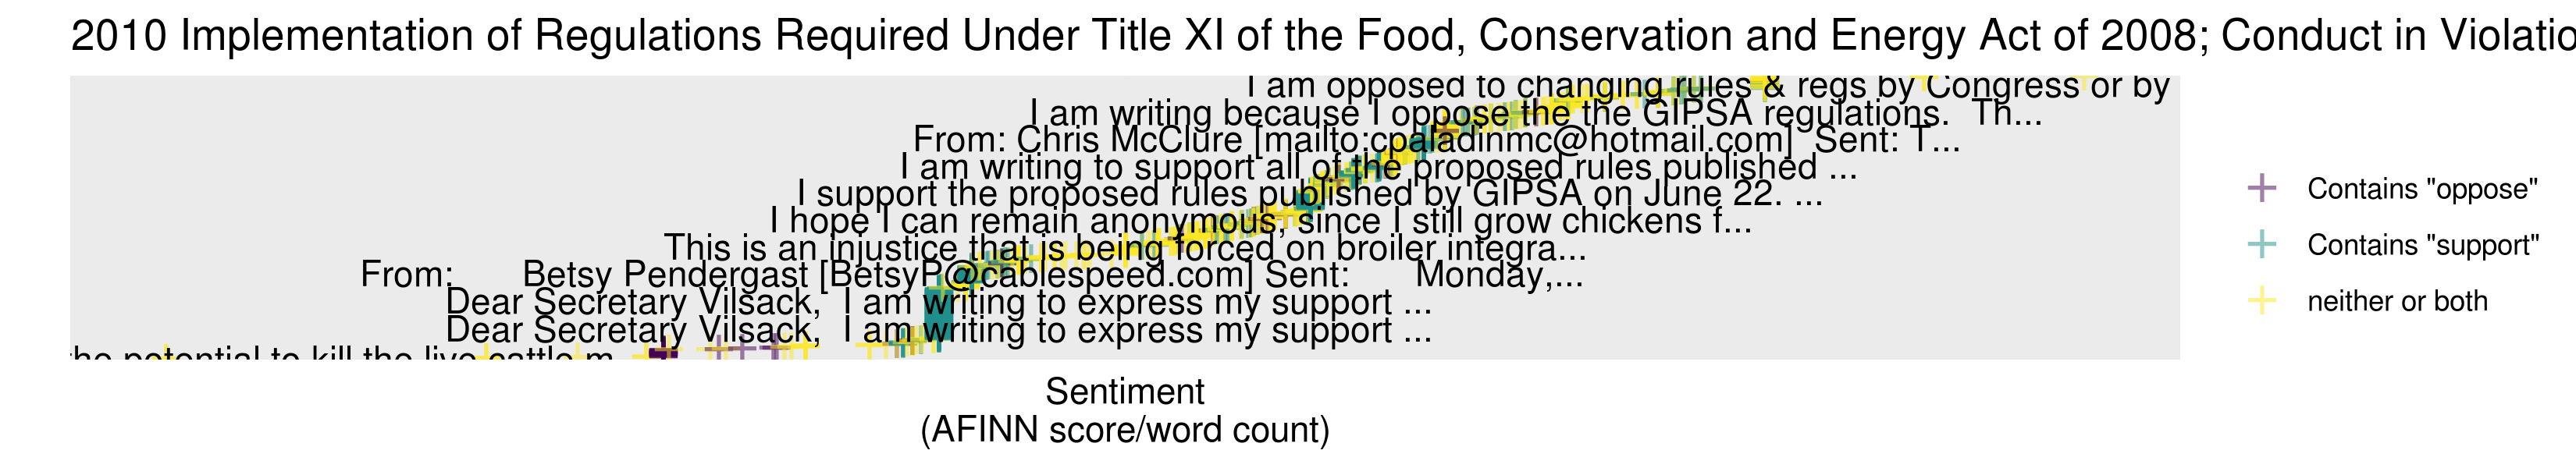 2010 Implementation of Regulations Required Under Title XI of the Food, Conservation and Energy Act of 2008; Conduct in Violatio
I am opposed to changing rules & regs by Congress or by
I am writing because I oppose the the GIPSA regulations.  Th...
From: Chris McClure [mailto:cpaladinmc@hotmail.com]  Sent: T...
I am writing to support all of the proposed rules published ...
I support the proposed rules published by GIPSA on June 22. ...
I hope I can remain anonymous, since I still grow chickens f...
This is an injustice that is being forced on broiler integra...
From:       Betsy Pendergast [BetsyP@cablespeed.com] Sent:       Monday,...
Dear Secretary Vilsack,  I am writing to express my support ...
Dear Secretary Vilsack,  I am writing to express my support ...
he potential to kill the live cattle m
Contains "oppose"
Contains "support"
neither or both
Sentiment
(AFINN score/word count)